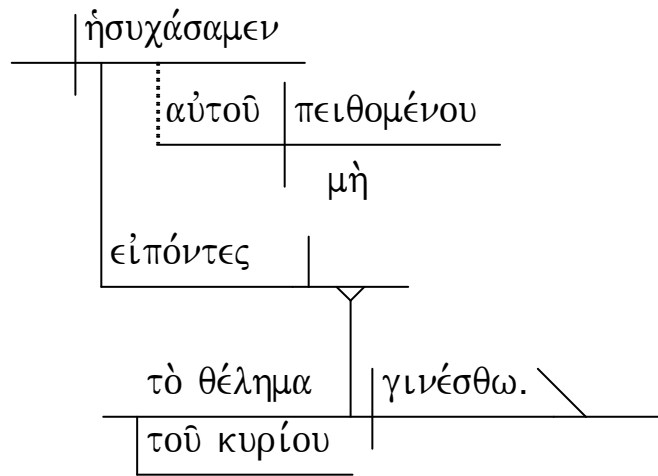 ἡσυχάσαμεν
αὐτοῦ πειθομένου
μὴ
εἰπόντες
τὸ θέλημα γινέσθω.
τοῦ κυρίου